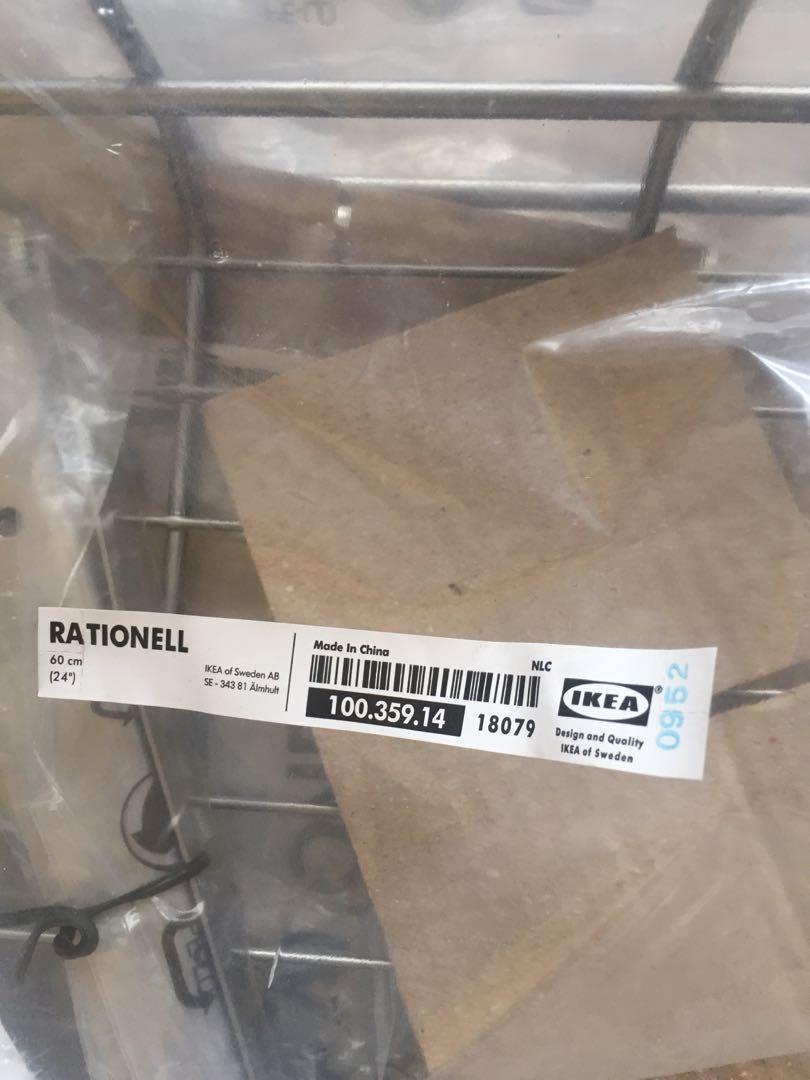 RATIONELL
60 cm
(24")
IKEA of Sweden AB
SE - 343 81 Älmhult
Made In China
NLC
100.359.14
18079
IKEA®
Design and Quality
IKEA of Sweden
0952